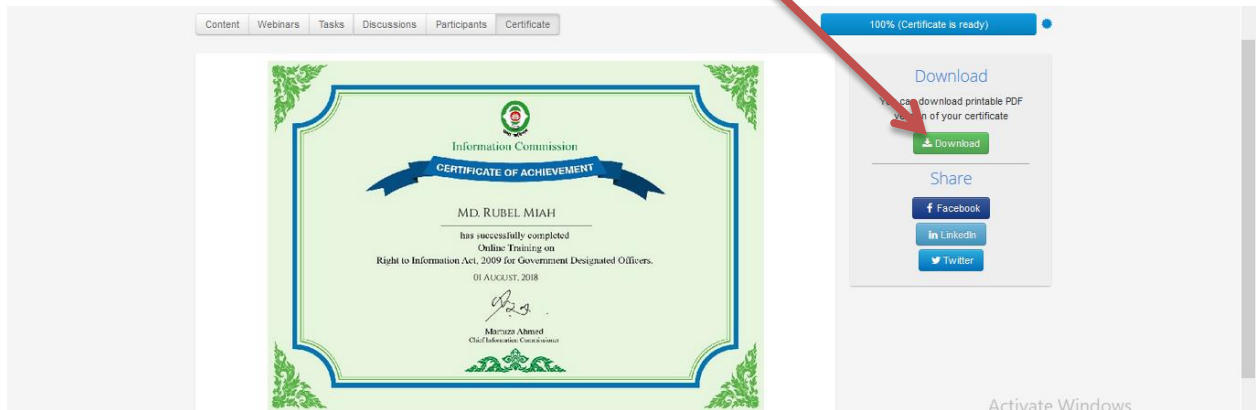 Content Webinars Tasks Discussions Participants Certificate
100% (Certificate is ready)
Information Commission
CERTIFICATE OF ACHIEVEMENT
MD. RUBEL MIAH
has successfully completed
Online Training on
Right to Information Act, 2009 for Government Designated Officers.
01 AUGUST, 2018
Ahmed
Chief Information Commissioner
Download
can download printable PDF
of your certificate
Download
Share
Facebook
LinkedIn
Twitter
Activate Windows